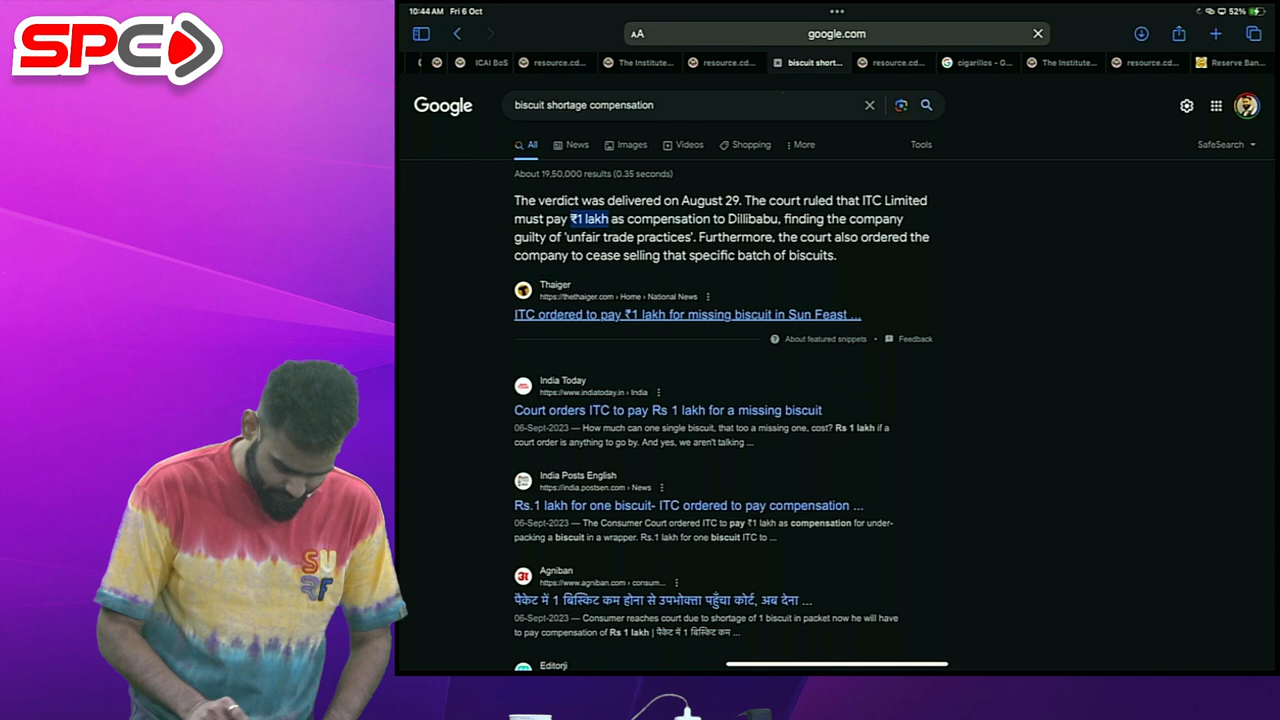 SPC
10:44 AM Fri 6 Oct
52%
AA
google.com
ICAI BoS
resource.cd...
The Institute...
resource.cd...
biscuit short...
resource.cd...
cigarillos - G...
The Institute...
resource.cd...
Reserve Ban...
Google
biscuit shortage compensation
All
News
Images
Videos
Shopping
More
Tools
SafeSearch
About 19,50,000 results (0.35 seconds)
The verdict was delivered on August 29. The court ruled that ITC Limited
must pay ₹1 lakh as compensation to Dillibabu, finding the company
guilty of 'unfair trade practices'. Furthermore, the court also ordered the
company to cease selling that specific batch of biscuits.
Thaiger
https://thethaiger.com › Home › National News
ITC ordered to pay ₹1 lakh for missing biscuit in Sun Feast ...
About featured snippets • Feedback
India Today
https://www.indiatoday.in › India
Court orders ITC to pay Rs 1 lakh for a missing biscuit
06-Sept-2023 — How much can one single biscuit, that too a missing one, cost? Rs 1 lakh if a
court order is anything to go by. And yes, we aren't talking ...
India Posts English
https://india.postsen.com › News
Rs.1 lakh for one biscuit- ITC ordered to pay compensation ...
06-Sept-2023 — The Consumer Court ordered ITC to pay ₹1 lakh as compensation for under-
packing a biscuit in a wrapper. Rs.1 lakh for one biscuit ITC to ...
Agniban
https://www.agniban.com › consum...
पैकेट में 1 बिस्किट कम होना से उपभोक्ता पहुँचा कोर्ट, अब देना ...
06-Sept-2023 — Consumer reaches court due to shortage of 1 biscuit in packet now he will have
to pay compensation of Rs 1 lakh | पैकेट में 1 बिस्किट कम ...
Editorji
SU
RF